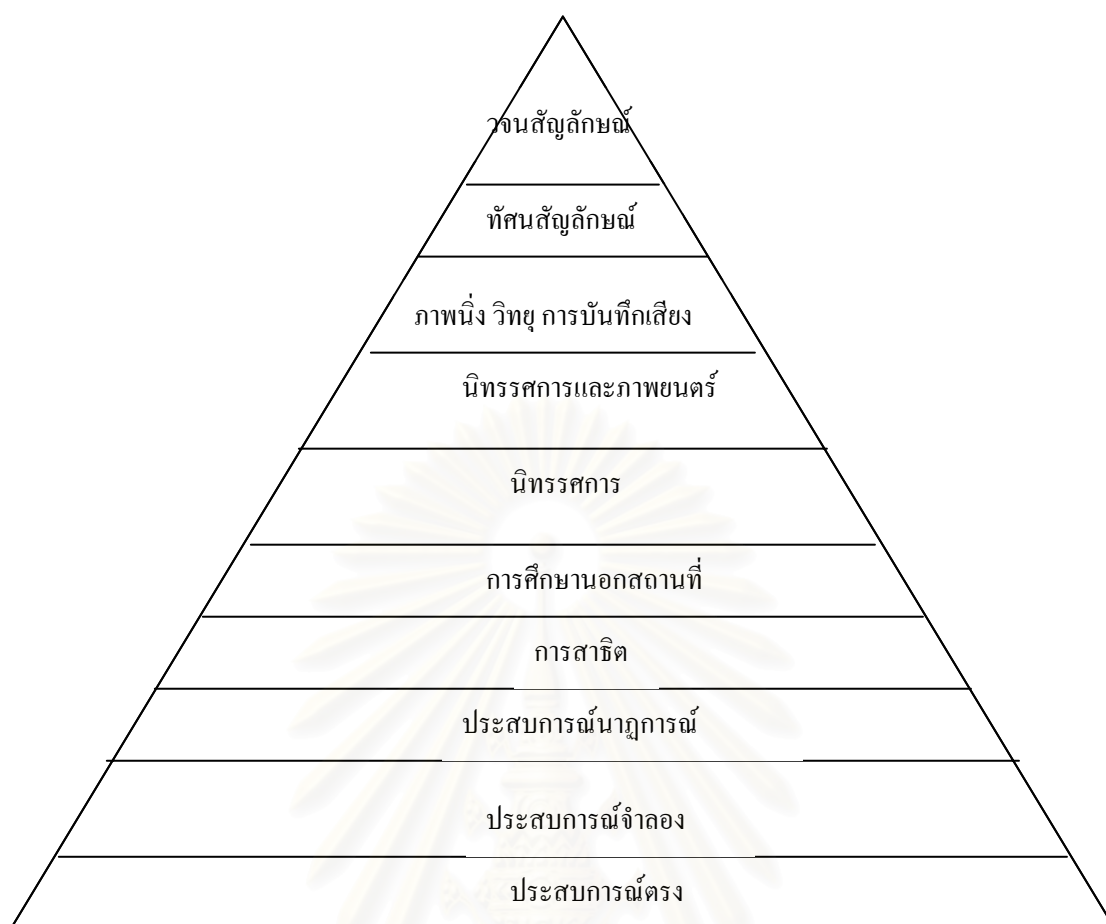 วจนสัญลักษณ์
ทัศนสัญลักษณ์
ภาพนิ่ง วิทยุ การบันทึกเสียง
นิทรรศการและภาพยนตร์
นิทรรศการ
การศึกษานอกสถานที่
การสาธิต
ประสบการณ์นาฏการณ์
ประสบการณ์จำลอง
ประสบการณ์ตรง